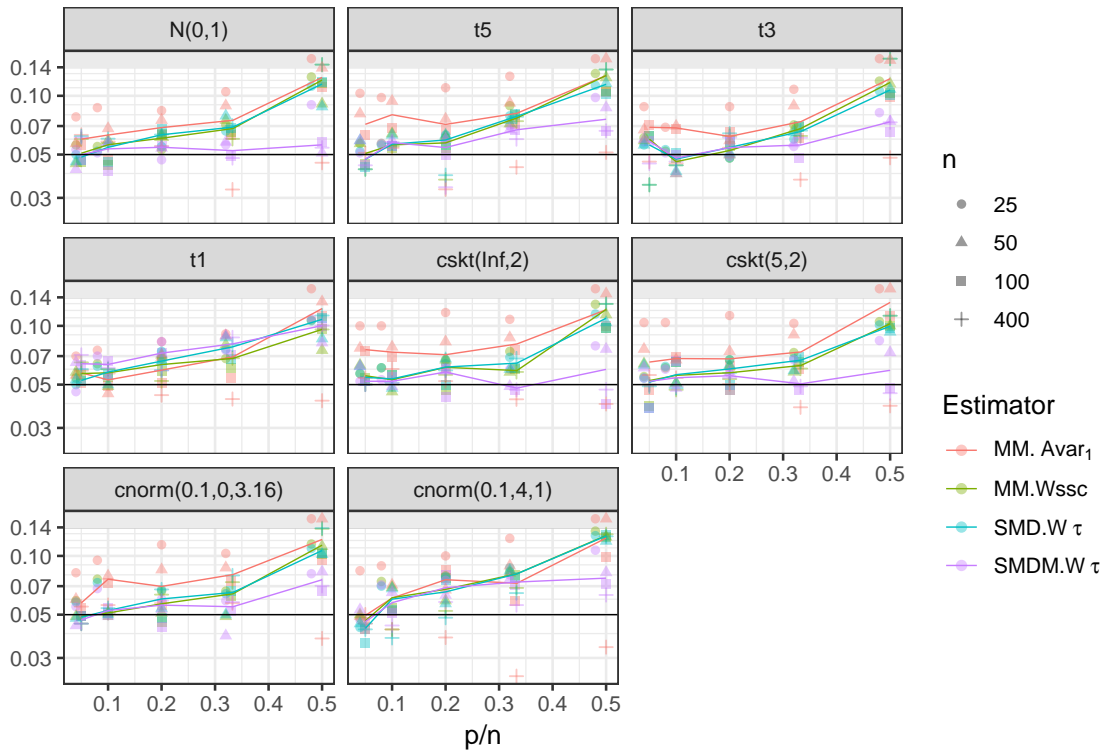 N(0,1) t5 t3
0.14
0.10
0.07
0.05
0.03
t1 cskt(Inf,2) cskt(5,2)
0.14
0.10
0.07
0.05
0.03
cnorm(0.1,0,3.16) cnorm(0.1,4,1)
0.14
0.10
0.07
0.05
0.03
0.1 0.2 0.3 0.4 0.5
0.1 0.2 0.3 0.4 0.5
0.1 0.2 0.3 0.4 0.5
p/n
n
25
50
100
400
Estimator
MM. Avar₁
MM.Wssc
SMD.W τ
SMDM.W τ